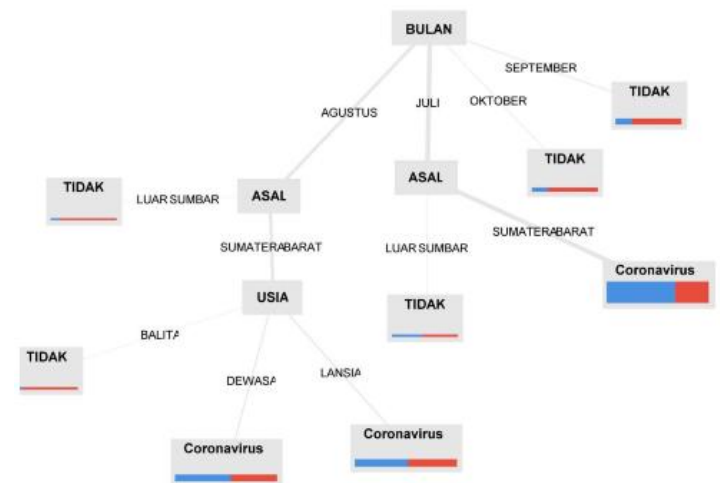 BULAN
SEPTEMBER
TIDAK
AGUSTUS
JULI
OKTOBER
TIDAK
TIDAK
LUAR SUMBAR
ASAL
ASAL
SUMATERABARAT
SUMATERABARAT
LUAR SUMBAR
Coronavirus
USIA
TIDAK
BALITA
TIDAK
DEWASA
LANSIA
Coronavirus
Coronavirus